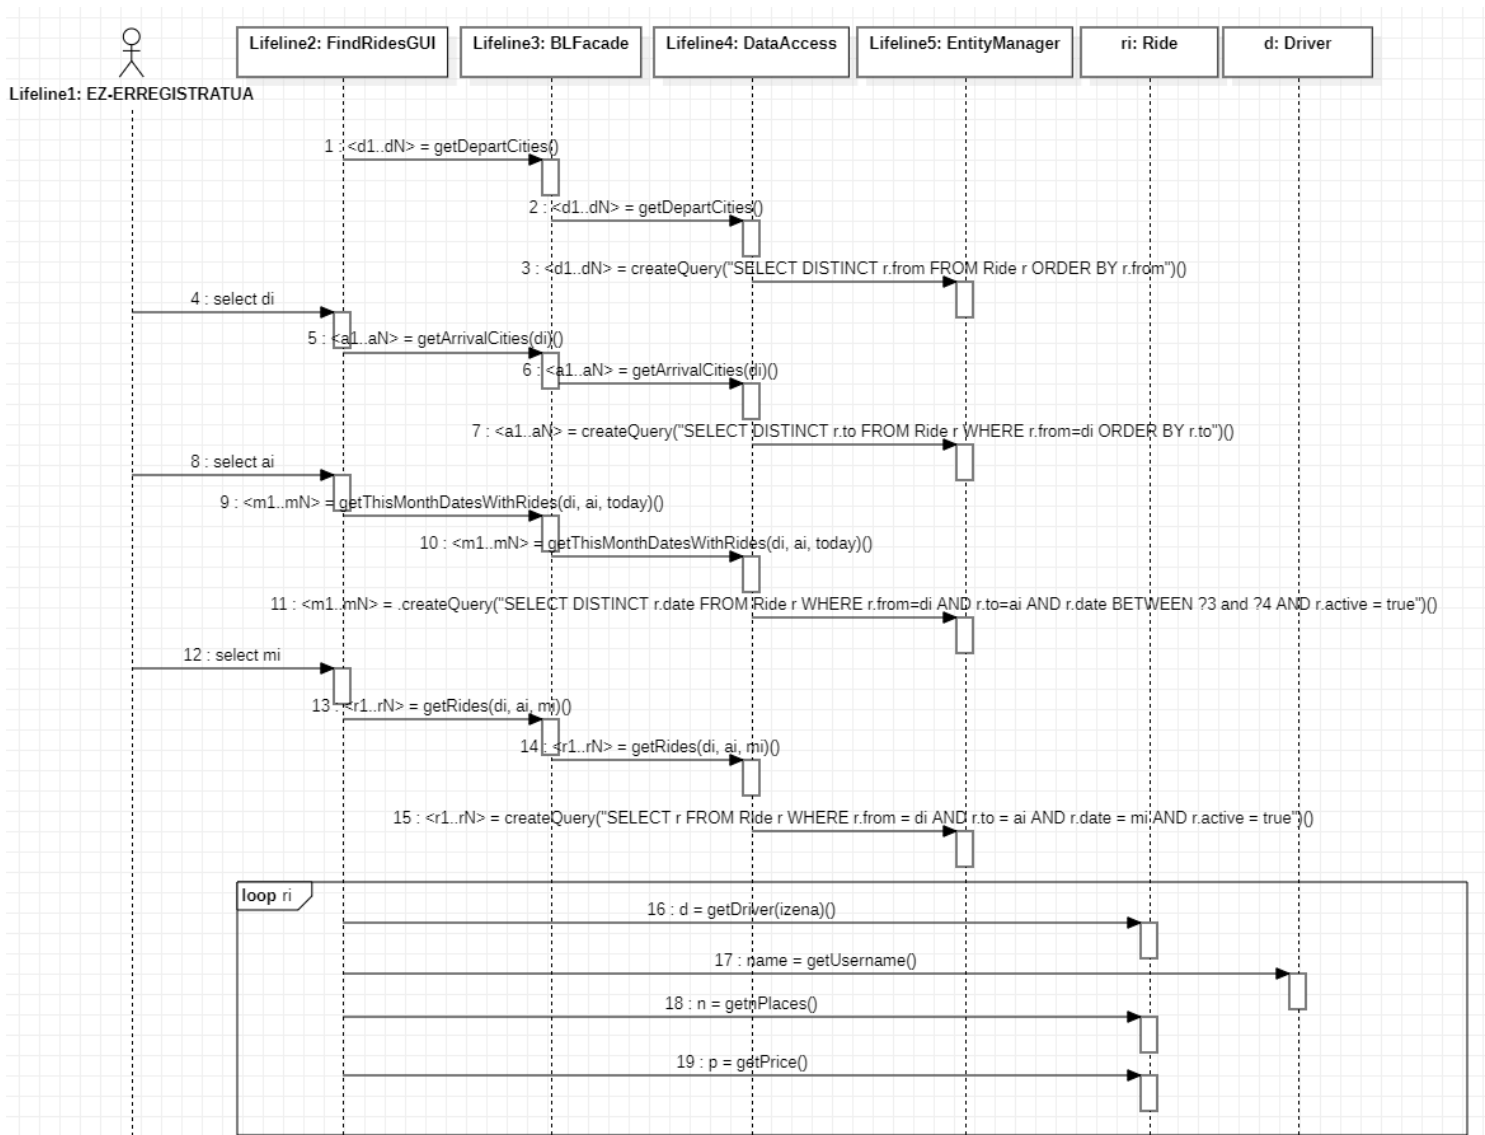 Lifeline2: FindRidesGUI
Lifeline3: BLFacade
Lifeline4: DataAccess
Lifeline5: EntityManager
ri: Ride
d: Driver
Lifeline1: EZ-ERREGISTRATUA
1 : <d1..dN> = getDepartCities()
2 : <d1..dN> = getDepartCities()
3 : <d1..dN> = createQuery("SELECT DISTINCT r.from FROM Ride r ORDER BY r.from")()
4 : select di
5 : <a1..aN> = getArrivalCities(di)()
6 : <a1..aN> = getArrivalCities(di)()
7 : <a1..aN> = createQuery("SELECT DISTINCT r.to FROM Ride r WHERE r.from=di ORDER BY r.to")()
8 : select ai
9 : <m1..mN> = getThisMonthDatesWithRides(di, ai, today)()
10 : <m1..mN> = getThisMonthDatesWithRides(di, ai, today)()
11 : <m1..mN> = .createQuery("SELECT DISTINCT r.date FROM Ride r WHERE r.from=di AND r.to=ai AND r.date BETWEEN ?3 and ?4 AND r.active = true")()
12 : select mi
13 : <r1..rN> = getRides(di, ai, mi)()
14 : <r1..rN> = getRides(di, ai, mi)()
15 : <r1..rN> = createQuery("SELECT r FROM Ride r WHERE r.from = di AND r.to = ai AND r.date = mi AND r.active = true")()
loop ri
16 : d = getDriver(izena)()
17 : name = getUsername()
18 : n = getnPlaces()
19 : p = getPrice()